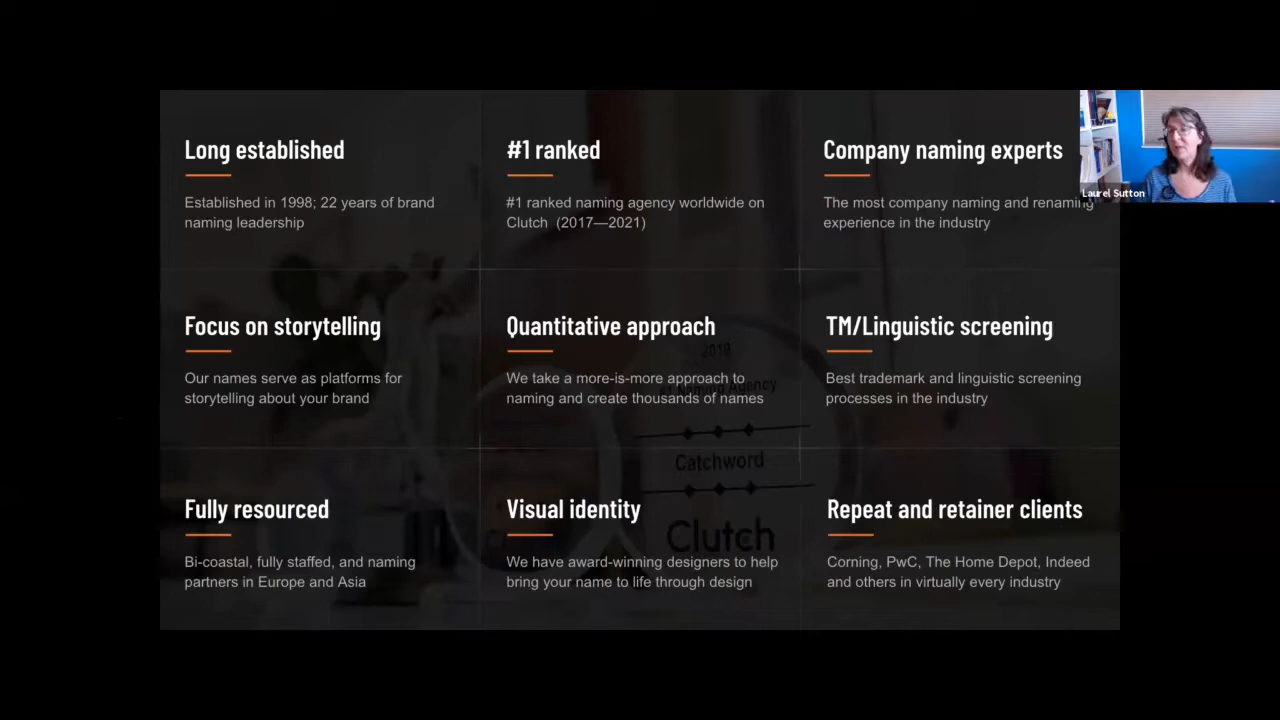 Long established
Established in 1998; 22 years of brand
naming leadership
#1 ranked
#1 ranked naming agency worldwide on
Clutch (2017—2021)
Company naming experts
The most company naming and renaming
experience in the industry
Laurel Sutton
Focus on storytelling
Our names serve as platforms for
storytelling about your brand
Quantitative approach
We take a more-is-more approach to
naming and create thousands of names
TM/Linguistic screening
Best trademark and linguistic screening
processes in the industry
Fully resourced
Bi-coastal, fully staffed, and naming
partners in Europe and Asia
Visual identity
We have award-winning designers to help
bring your name to life through design
Repeat and retainer clients
Corning, PwC, The Home Depot, Indeed
and others in virtually every industry
2019
#1 Naming Agency
Catchword
Clutch